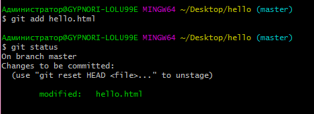 Администратор@GYPNORI-LOLU99E MINGW64 ~/Desktop/hello (master)
$ git add hello.html
Администратор@GYPNORI-LOLU99E MINGW64 ~/Desktop/hello (master)
$ git status
On branch master
Changes to be committed:
(use "git reset HEAD <file>..." to unstage)
modified: hello.html